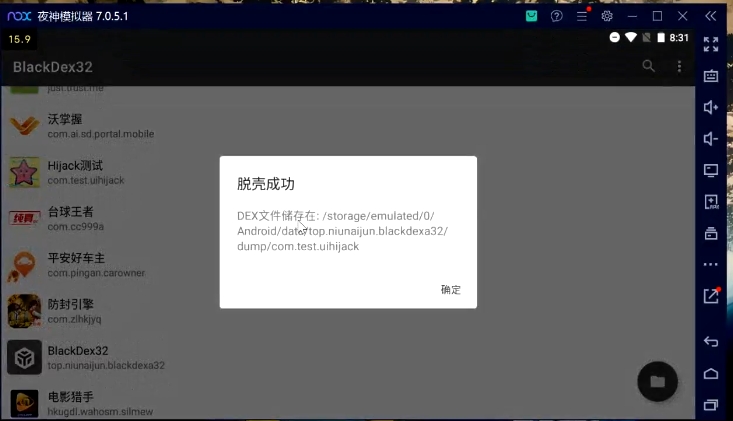 nox 夜神模拟器 7.0.5.1
15.9
8:31
BlackDex32
just.trust.me
沃掌握
com.ai.sd.portal.mobile
Hijack测试
com.test.uihijack
台球王者
com.cc999a
平安好车主
com.pingan.carowner
防封引擎
com.zlhkjyq
BlackDex32
top.niunaijun.blackdexa32
电影猎手
hkugdl.wahosm.silmew
脱壳成功
DEX文件储存在: /storage/emulated/0/
Android/data/top.niunaijun.blackdexa32/
dump/com.test.uihijack
确定